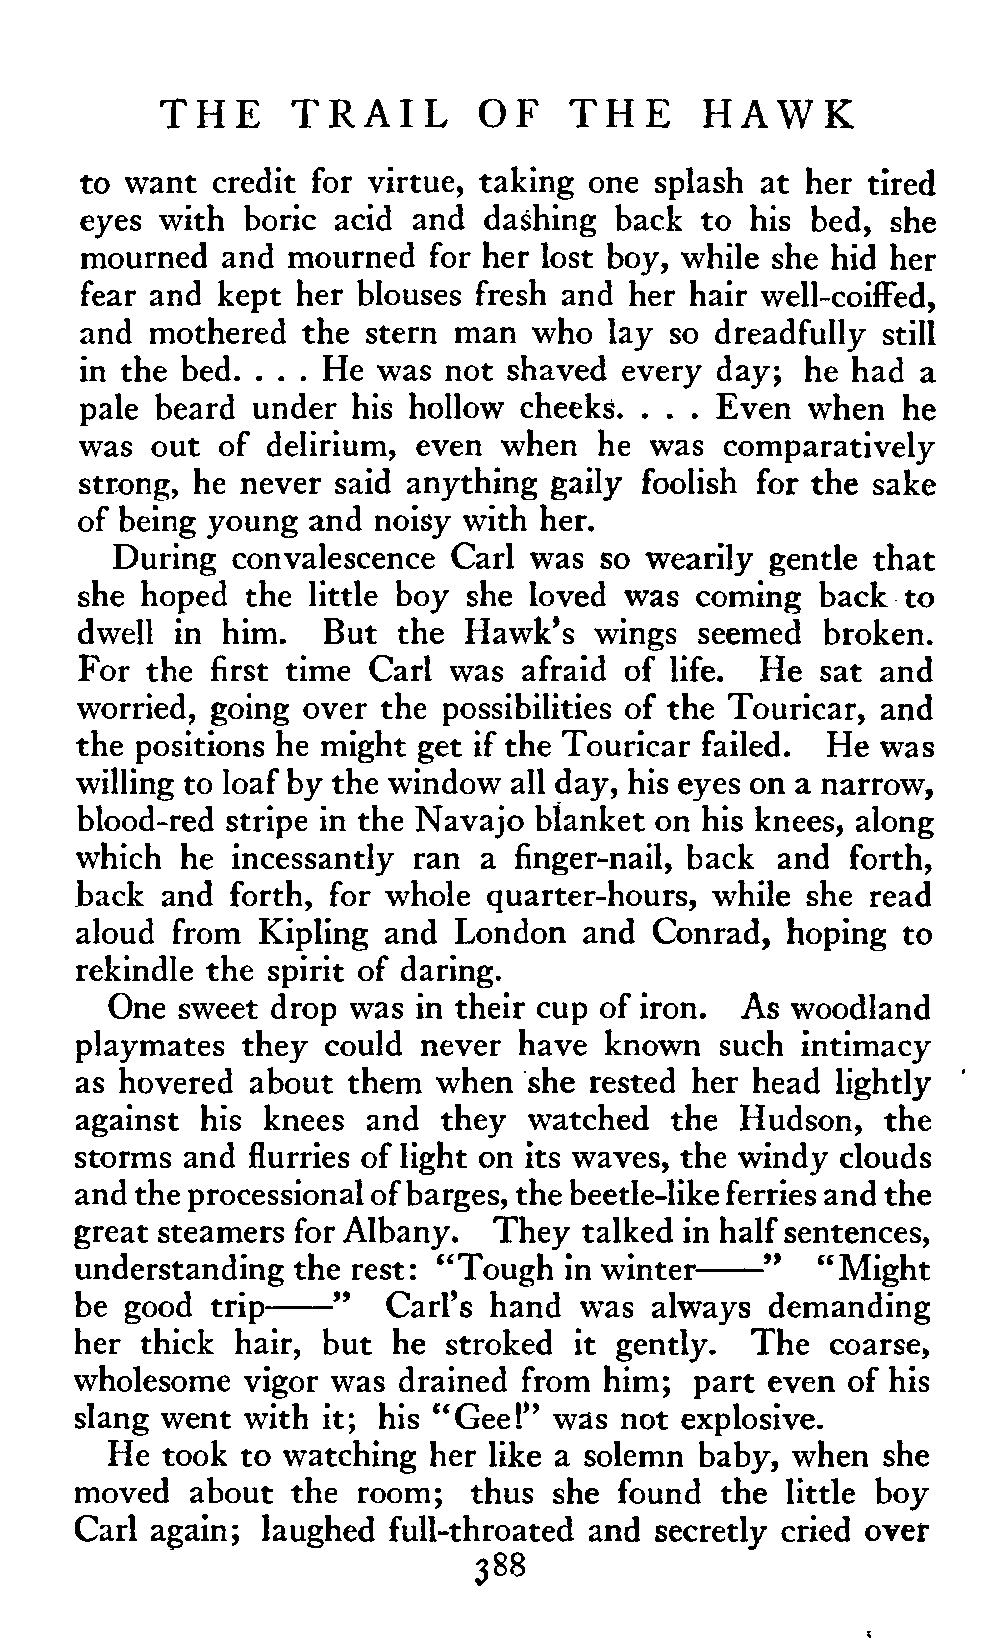 THE TRAIL OF THE HAWK
to want credit for virtue, taking one splash at her tired
eyes with boric acid and dashing back to his bed, she
mourned and mourned for her lost boy, while she hid her
fear and kept her blouses fresh and her hair well-coiffed,
and mothered the stern man who lay so dreadfully still
in the bed. . . . He was not shaved every day; he had a
pale beard under his hollow cheeks. . . . Even when he
was out of delirium, even when he was comparatively
strong, he never said anything gaily foolish for the sake
of being young and noisy with her.
During convalescence Carl was so wearily gentle that
she hoped the little boy she loved was coming back to
dwell in him. But the Hawk's wings seemed broken.
For the first time Carl was afraid of life. He sat and
worried, going over the possibilities of the Touricar, and
the positions he might get if the Touricar failed. He was
willing to loaf by the window all day, his eyes on a narrow,
blood-red stripe in the Navajo blanket on his knees, along
which he incessantly ran a finger-nail, back and forth,
back and forth, for whole quarter-hours, while she read
aloud from Kipling and London and Conrad, hoping to
rekindle the spirit of daring.
One sweet drop was in their cup of iron. As woodland
playmates they could never have known such intimacy
as hovered about them when she rested her head lightly
against his knees and they watched the Hudson, the
storms and flurries of light on its waves, the windy clouds
and the processional of barges, the beetle-like ferries and the
great steamers for Albany. They talked in half sentences,
understanding the rest: "Tough in winter——" "Might
be good trip——" Carl's hand was always demanding
her thick hair, but he stroked it gently. The coarse,
wholesome vigor was drained from him; part even of his
slang went with it; his "Gee!" was not explosive.
He took to watching her like a solemn baby, when she
moved about the room; thus she found the little boy
Carl again; laughed full-throated and secretly cried over
388